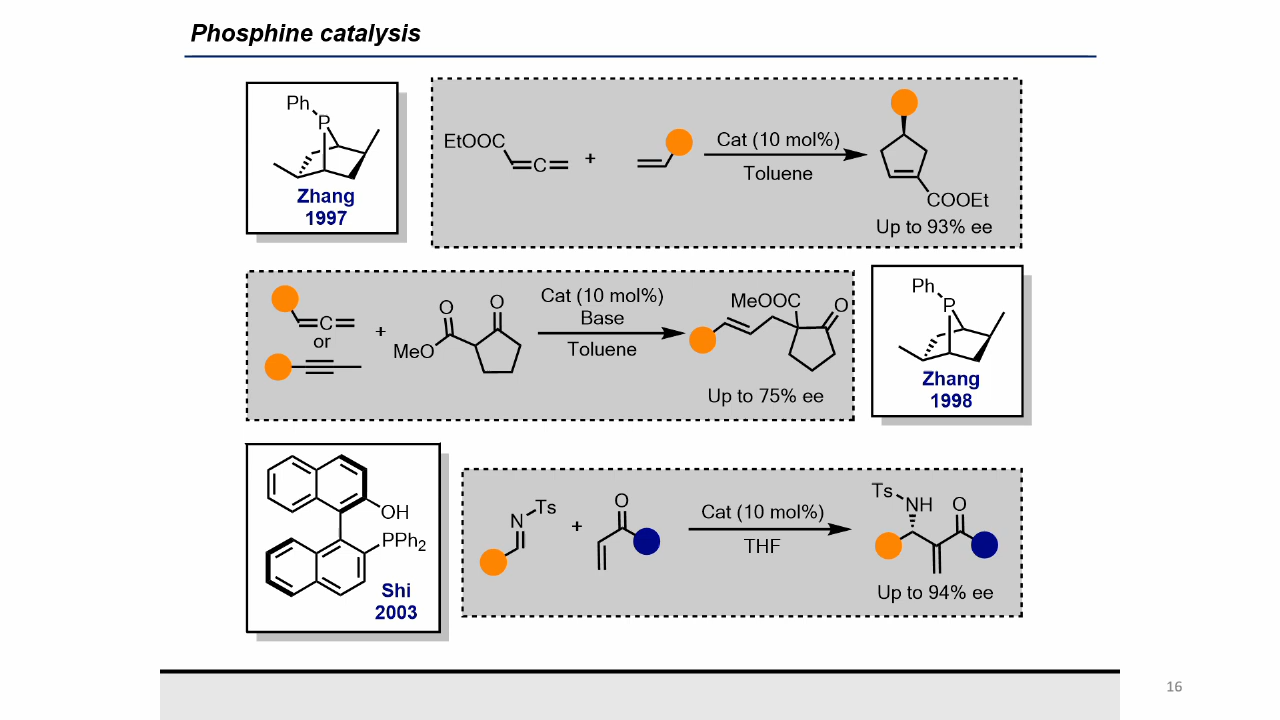 Phosphine catalysis
Ph
P
Zhang
1997
EtOOC
C
+
Cat (10 mol%)
Toluene
COOEt
Up to 93% ee
C
or
+
O
O
MeO
Cat (10 mol%)
Base
Toluene
MeOOC
O
Up to 75% ee
Ph
P
Zhang
1998
OH
PPh2
Shi
2003
N
Ts
+
O
Cat (10 mol%)
THF
Ts
NH
O
Up to 94% ee
16